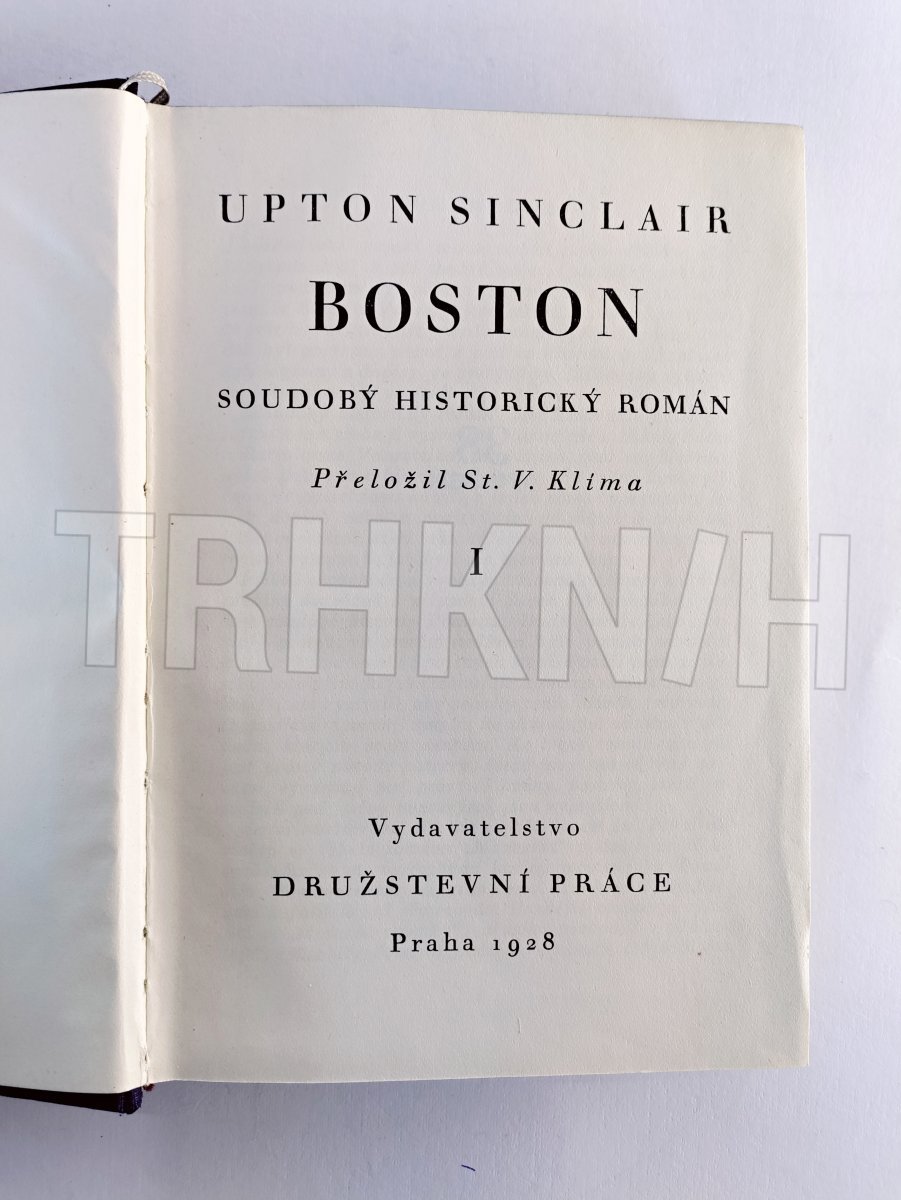 UPTON SINCLAIR
BOSTON
SOUDOBÝ HISTORICKÝ ROMÁN
Přeložil St. V. Klíma
I
TRHKNIH
Vydavatelstvo
DRUŽSTEVNÍ PRÁCE
Praha 1928